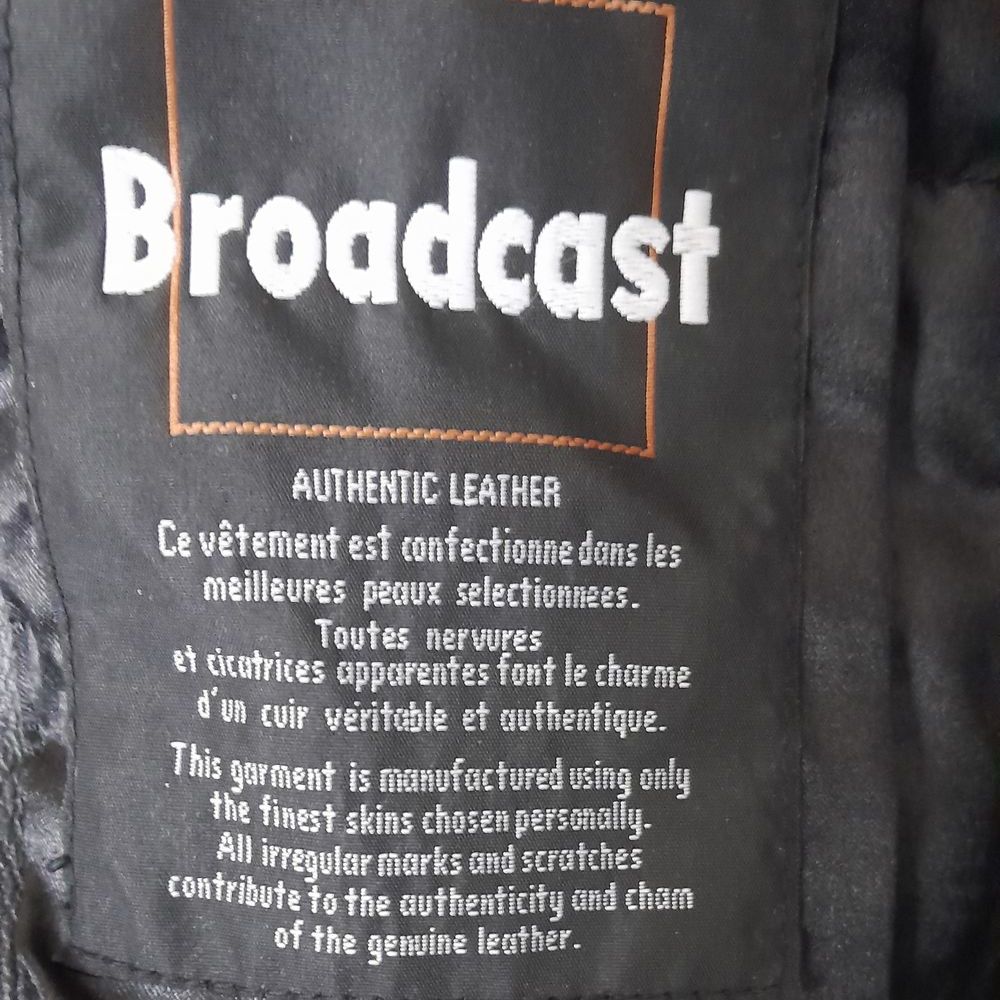 Broadcast
AUTHENTIC LEATHER
Ce vêtement est confectionne dans les
meilleures peaux selectionnees.
Toutes nervures
et cicatrices apparentes font le charme
d'un cuir véritable et authentique.
This garment is manufactured using only
the finest skins chosen personally.
All irregular marks and scratches
contribute to the authenticity and cham
of the genuine leather.